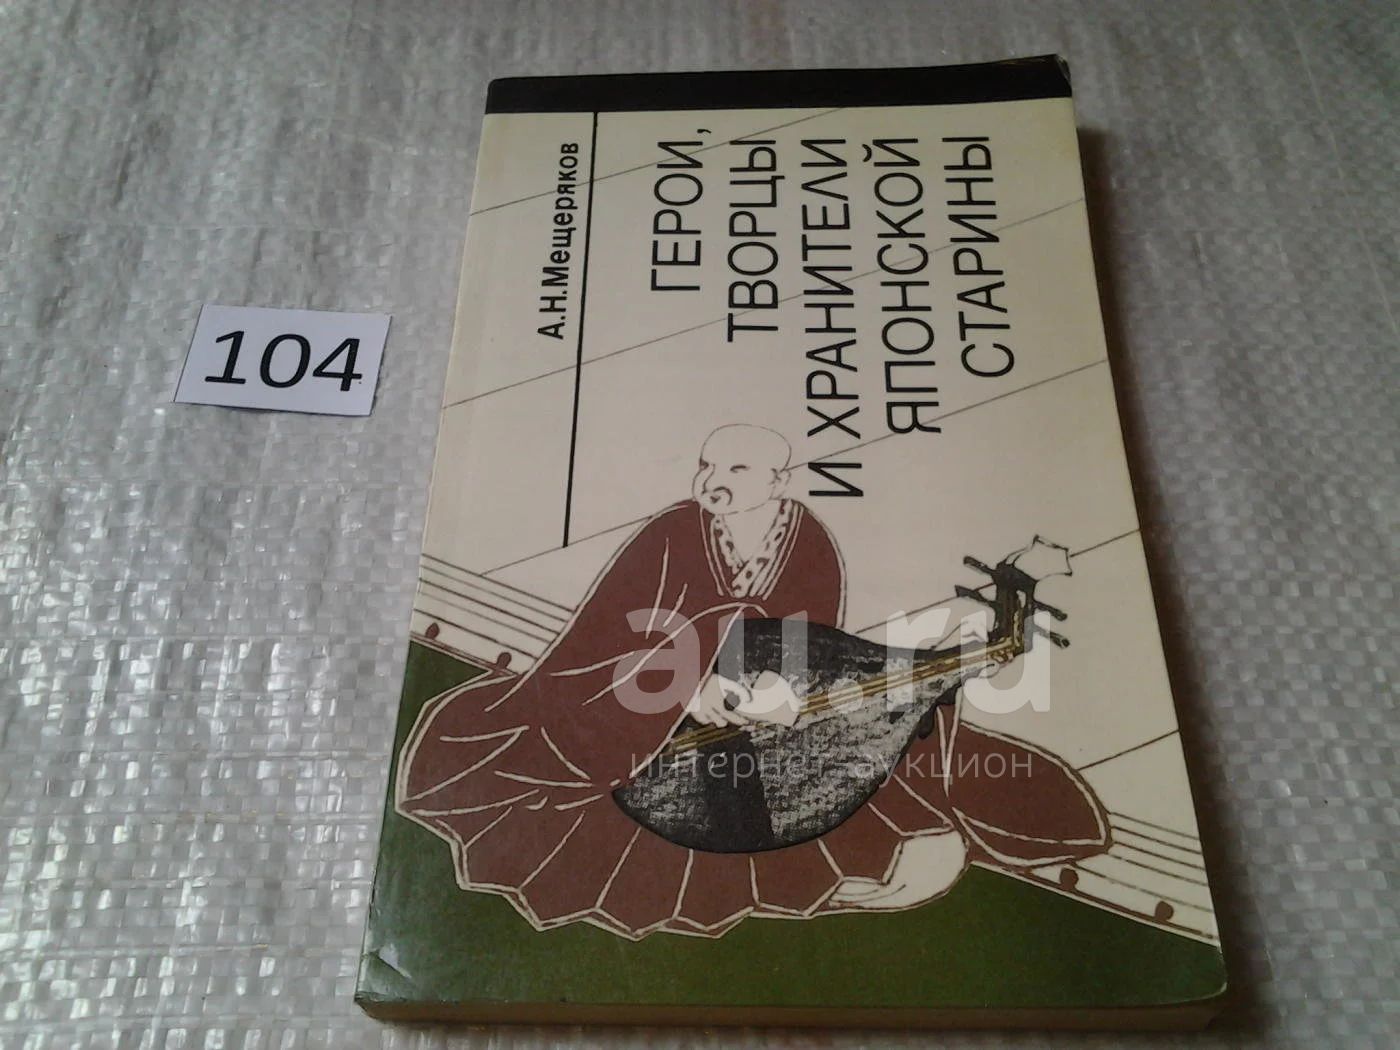 А.Н.Мещеряков
ГЕРОИ,
ТВОРЦЫ
И ХРАНИТЕЛИ
ЯПОНСКОЙ
СТАРИНЫ
104
au.ru
интернет аукцион